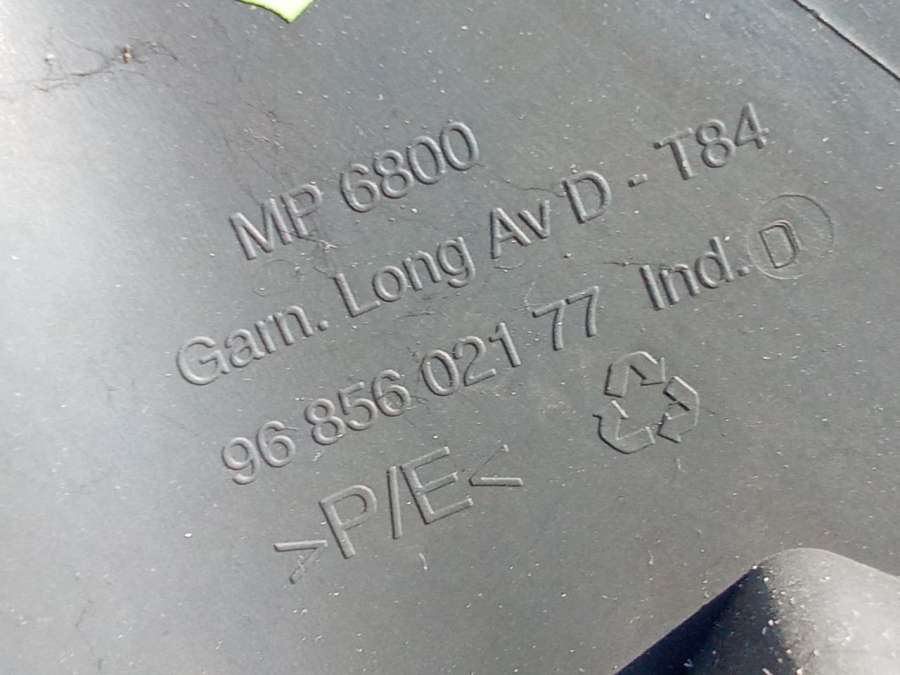 MP 6800
Garn. Long Av D - T84
96 856 021 77 Ind. D
>P/E<